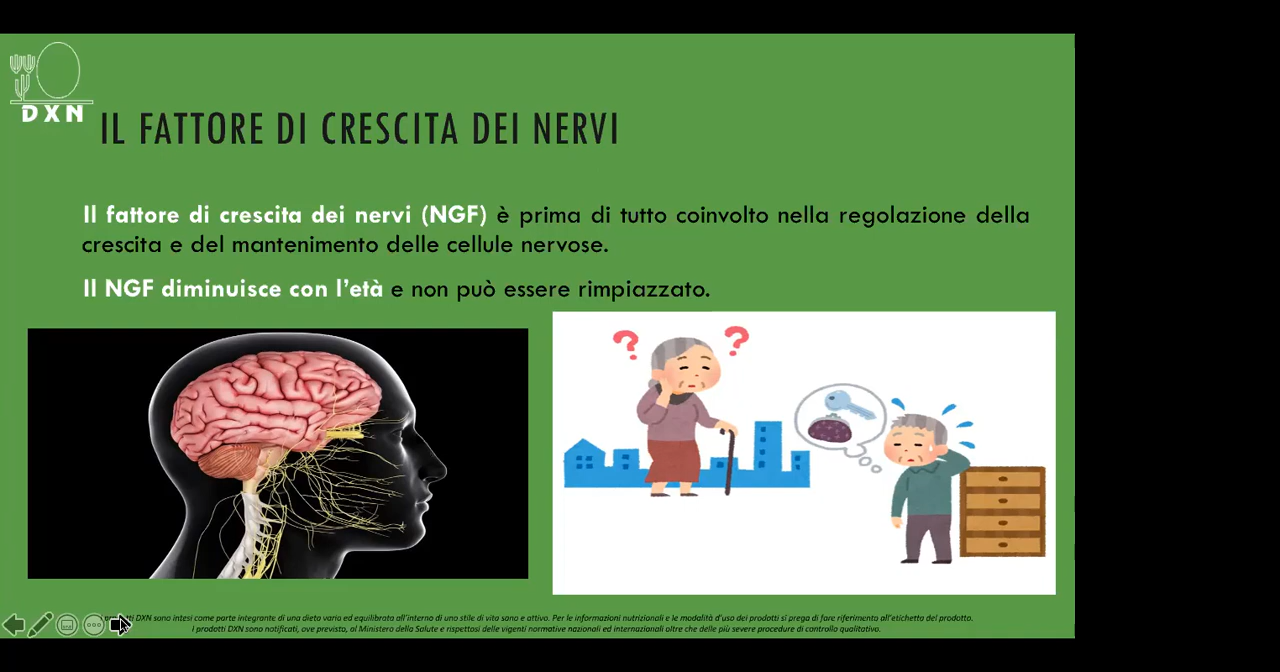 DXN
IL FATTORE DI CRESCITA DEI NERVI
Il fattore di crescita dei nervi (NGF) è prima di tutto coinvolto nella regolazione della
crescita e del mantenimento delle cellule nervose.
Il NGF diminuisce con l'età e non può essere rimpiazzato.
? ?
DXN sono intesi come parte integrante di una dieta varia ed equilibrata all'interno di uno stile di vita sano e attivo. Per le informazioni nutrizionali e le modalità d'uso dei prodotti si prega di fare riferimento all'etichetta del prodotto.
I prodotti DXN sono notificati, ove previsto, al Ministero della Salute e rispettosi delle vigenti normative nazionali ed internazionali oltre che delle più severe procedure di controllo qualitativo.